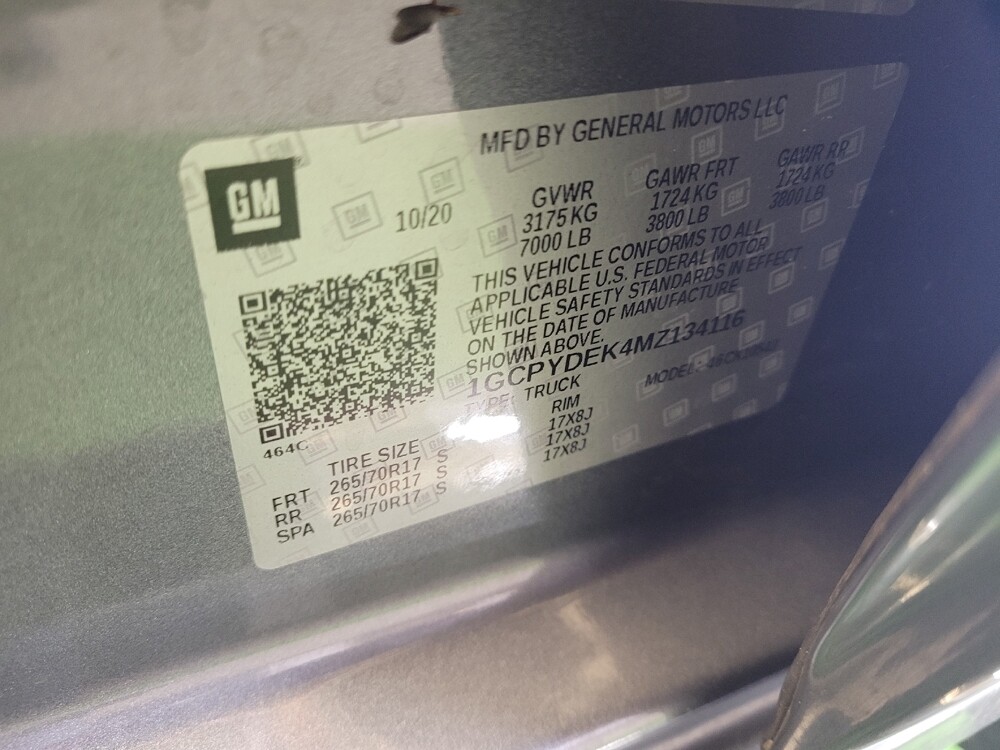 GM
MFD BY GENERAL MOTORS LLC
10/20
GVWR GAWR FRT GAWR RR
3175 KG 1724 KG 1724 KG
7000 LB 3800 LB 3800 LB
THIS VEHICLE CONFORMS TO ALL
APPLICABLE U.S. FEDERAL MOTOR
VEHICLE SAFETY STANDARDS IN EFFECT
ON THE DATE OF MANUFACTURE
SHOWN ABOVE.
1GCPYDEK4MZ134116
TYPE: TRUCK MODEL:
464C
TIRE SIZE RIM
FRT 265/70R17 S 17X8J
RR 265/70R17 S 17X8J
SPA 265/70R17 S 17X8J